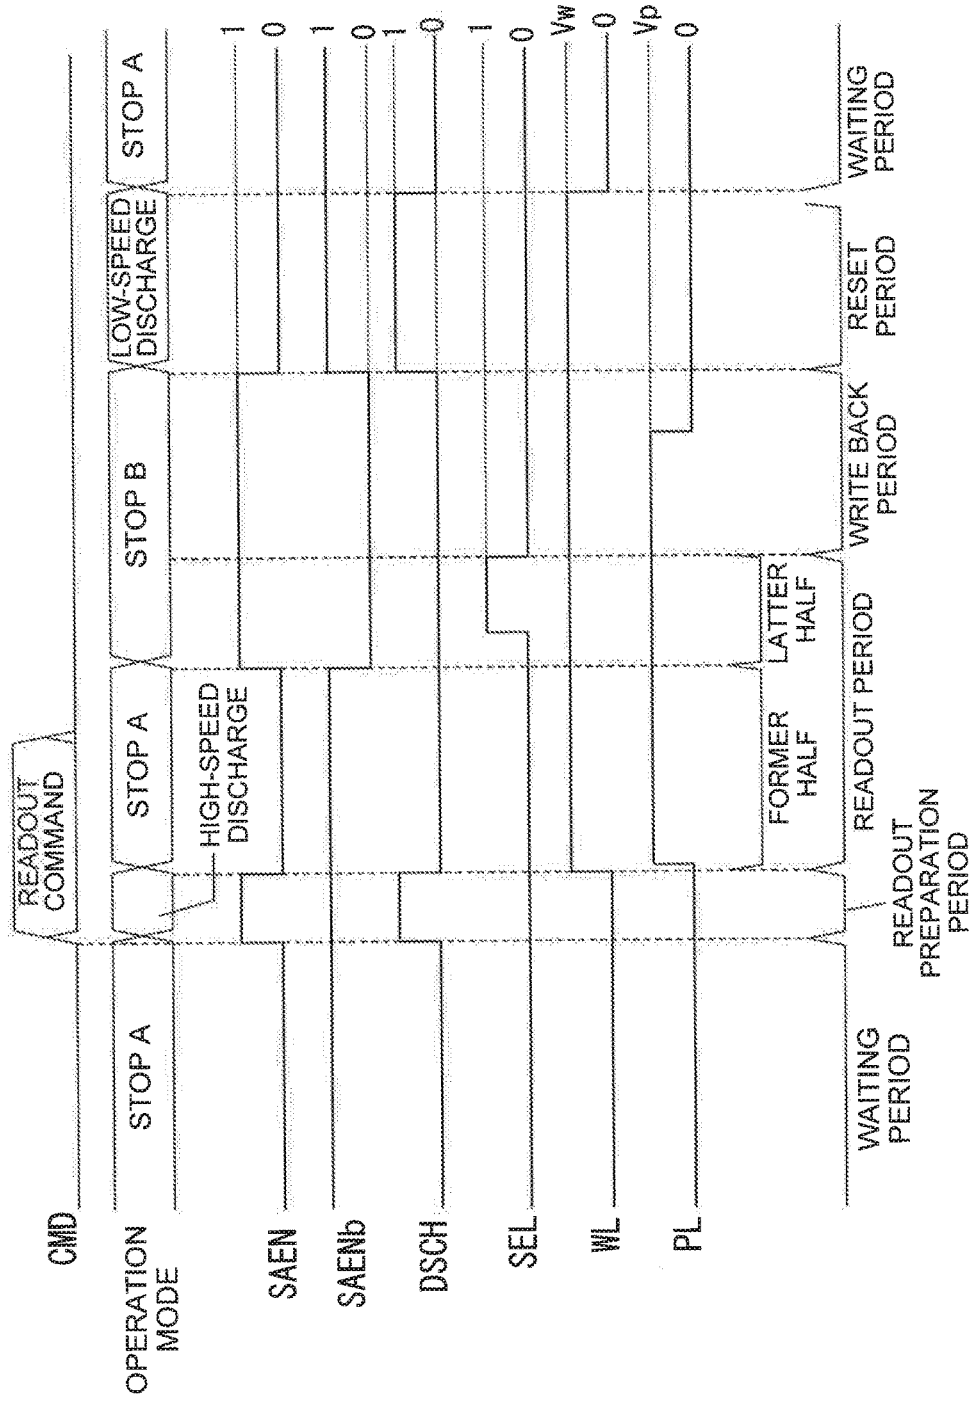 CMD
READOUT
COMMAND
OPERATION
MODE
STOP A
HIGH-SPEED
DISCHARGE
STOP A
STOP B
LOW-SPEED
DISCHARGE
STOP A
SAEN
1
0
SAENb
1
0
DSCH
1
0
SEL
1
0
WL
Vw
0
PL
Vp
0
FORMER
HALF
LATTER
HALF
WAITING
PERIOD
READOUT
PREPARATION
PERIOD
READOUT PERIOD
WRITE BACK
PERIOD
RESET
PERIOD
WAITING
PERIOD